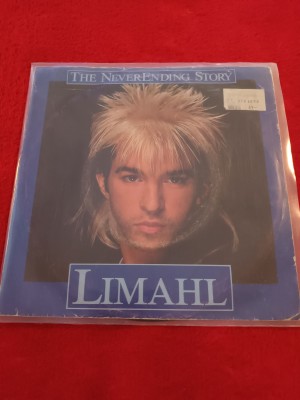 THE NEVERENDING STORY
LIMAHL